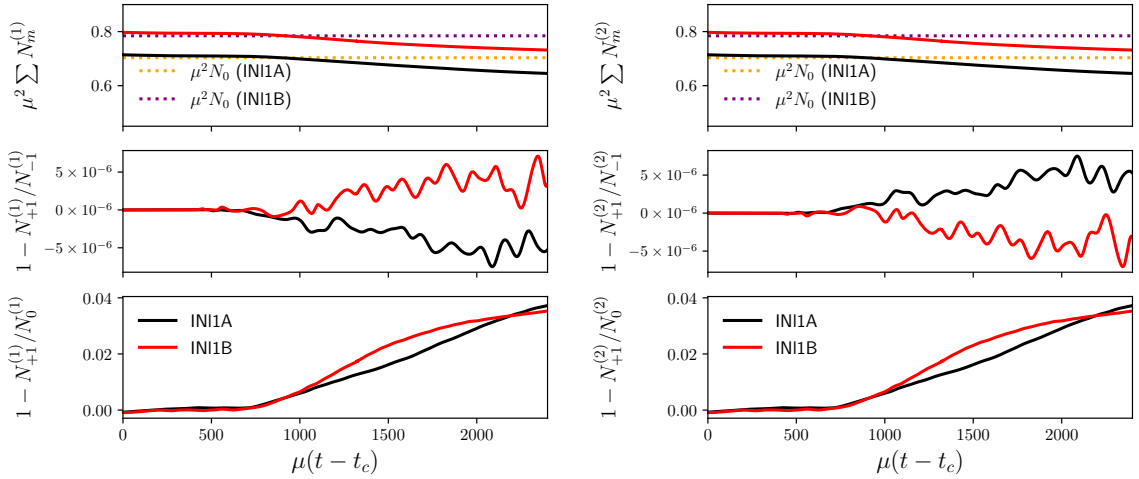 μ² ∑ N_m^(1)
0.8
0.6
μ²N₀ (INI1A)
μ²N₀ (INI1B)
μ² ∑ N_m^(2)
0.8
0.6
μ²N₀ (INI1A)
μ²N₀ (INI1B)
1 − N_{+1}^(1)/N_{−1}^(1)
5 × 10⁻⁶
0 × 10⁻⁶
−5 × 10⁻⁶
1 − N_{+1}^(2)/N_{−1}^(2)
5 × 10⁻⁶
0 × 10⁻⁶
−5 × 10⁻⁶
1 − N_{+1}^(1)/N_0^(1)
0.04
0.02
0.00
INI1A
INI1B
0 500 1000 1500 2000
μ(t − t_c)
1 − N_{+1}^(2)/N_0^(2)
0.04
0.02
0.00
INI1A
INI1B
0 500 1000 1500 2000
μ(t − t_c)